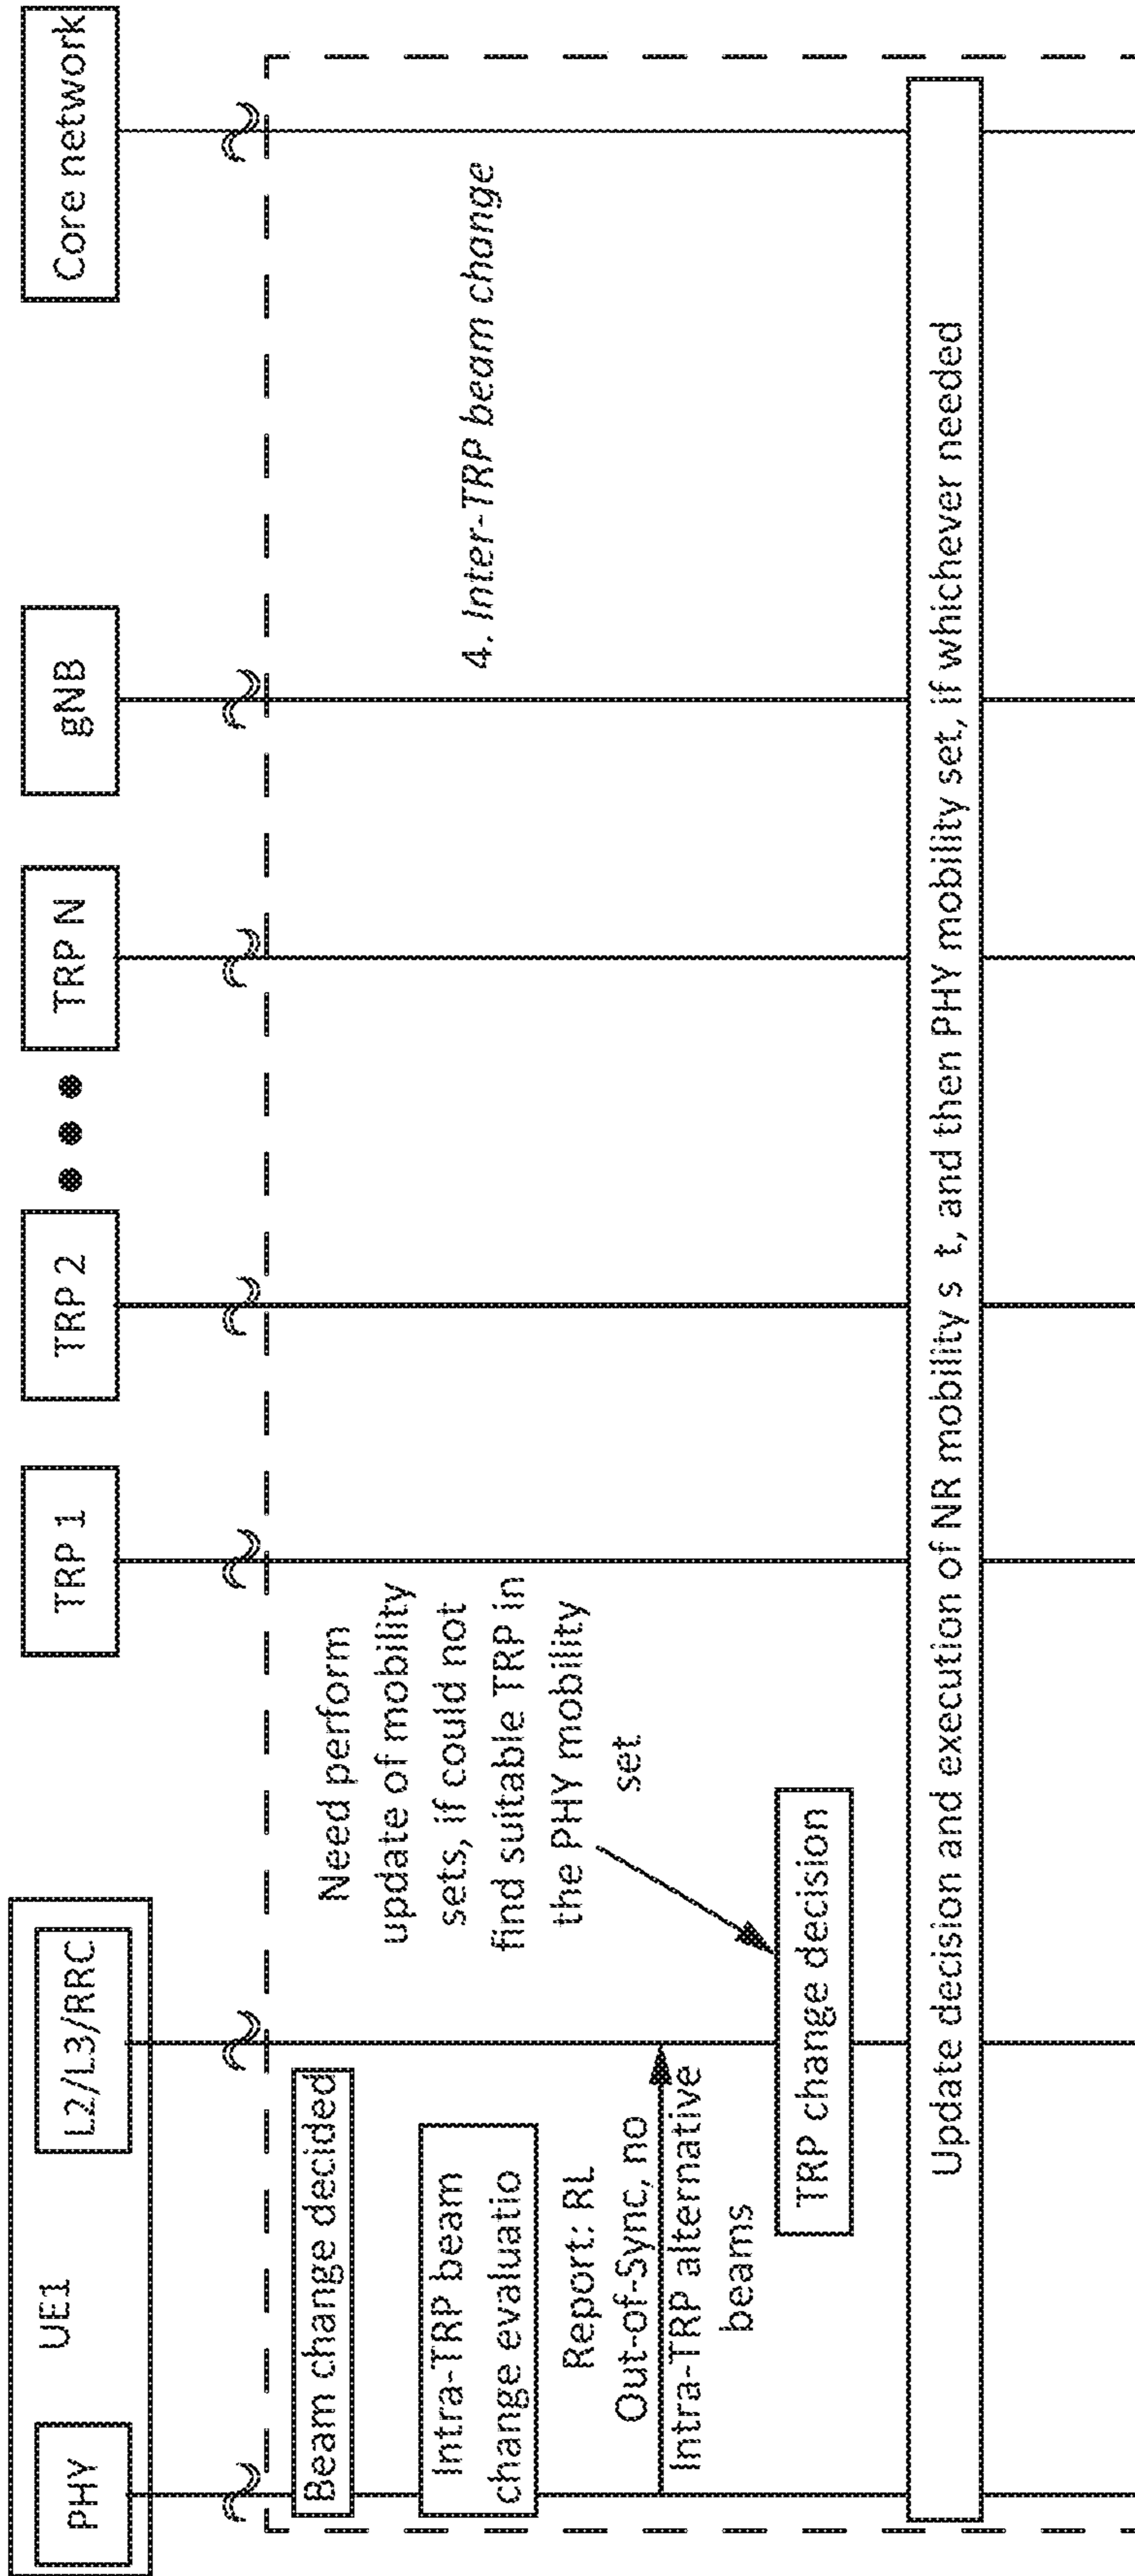 UE1
PHY
L2/L3/RRC
TRP 1
TRP 2
TRP N
gNB
Core network
4. Inter-TRP beam change
Beam change decided
Need perform
update of mobility
sets, if could not
find suitable TRP in
the PHY mobility
set
Intra-TRP beam
change evaluatio
Report: RL
Out-of-Sync, no
Intra-TRP alternative
beams
TRP change decision
Update decision and execution of NR mobility s t, and then PHY mobility set, if whichever needed